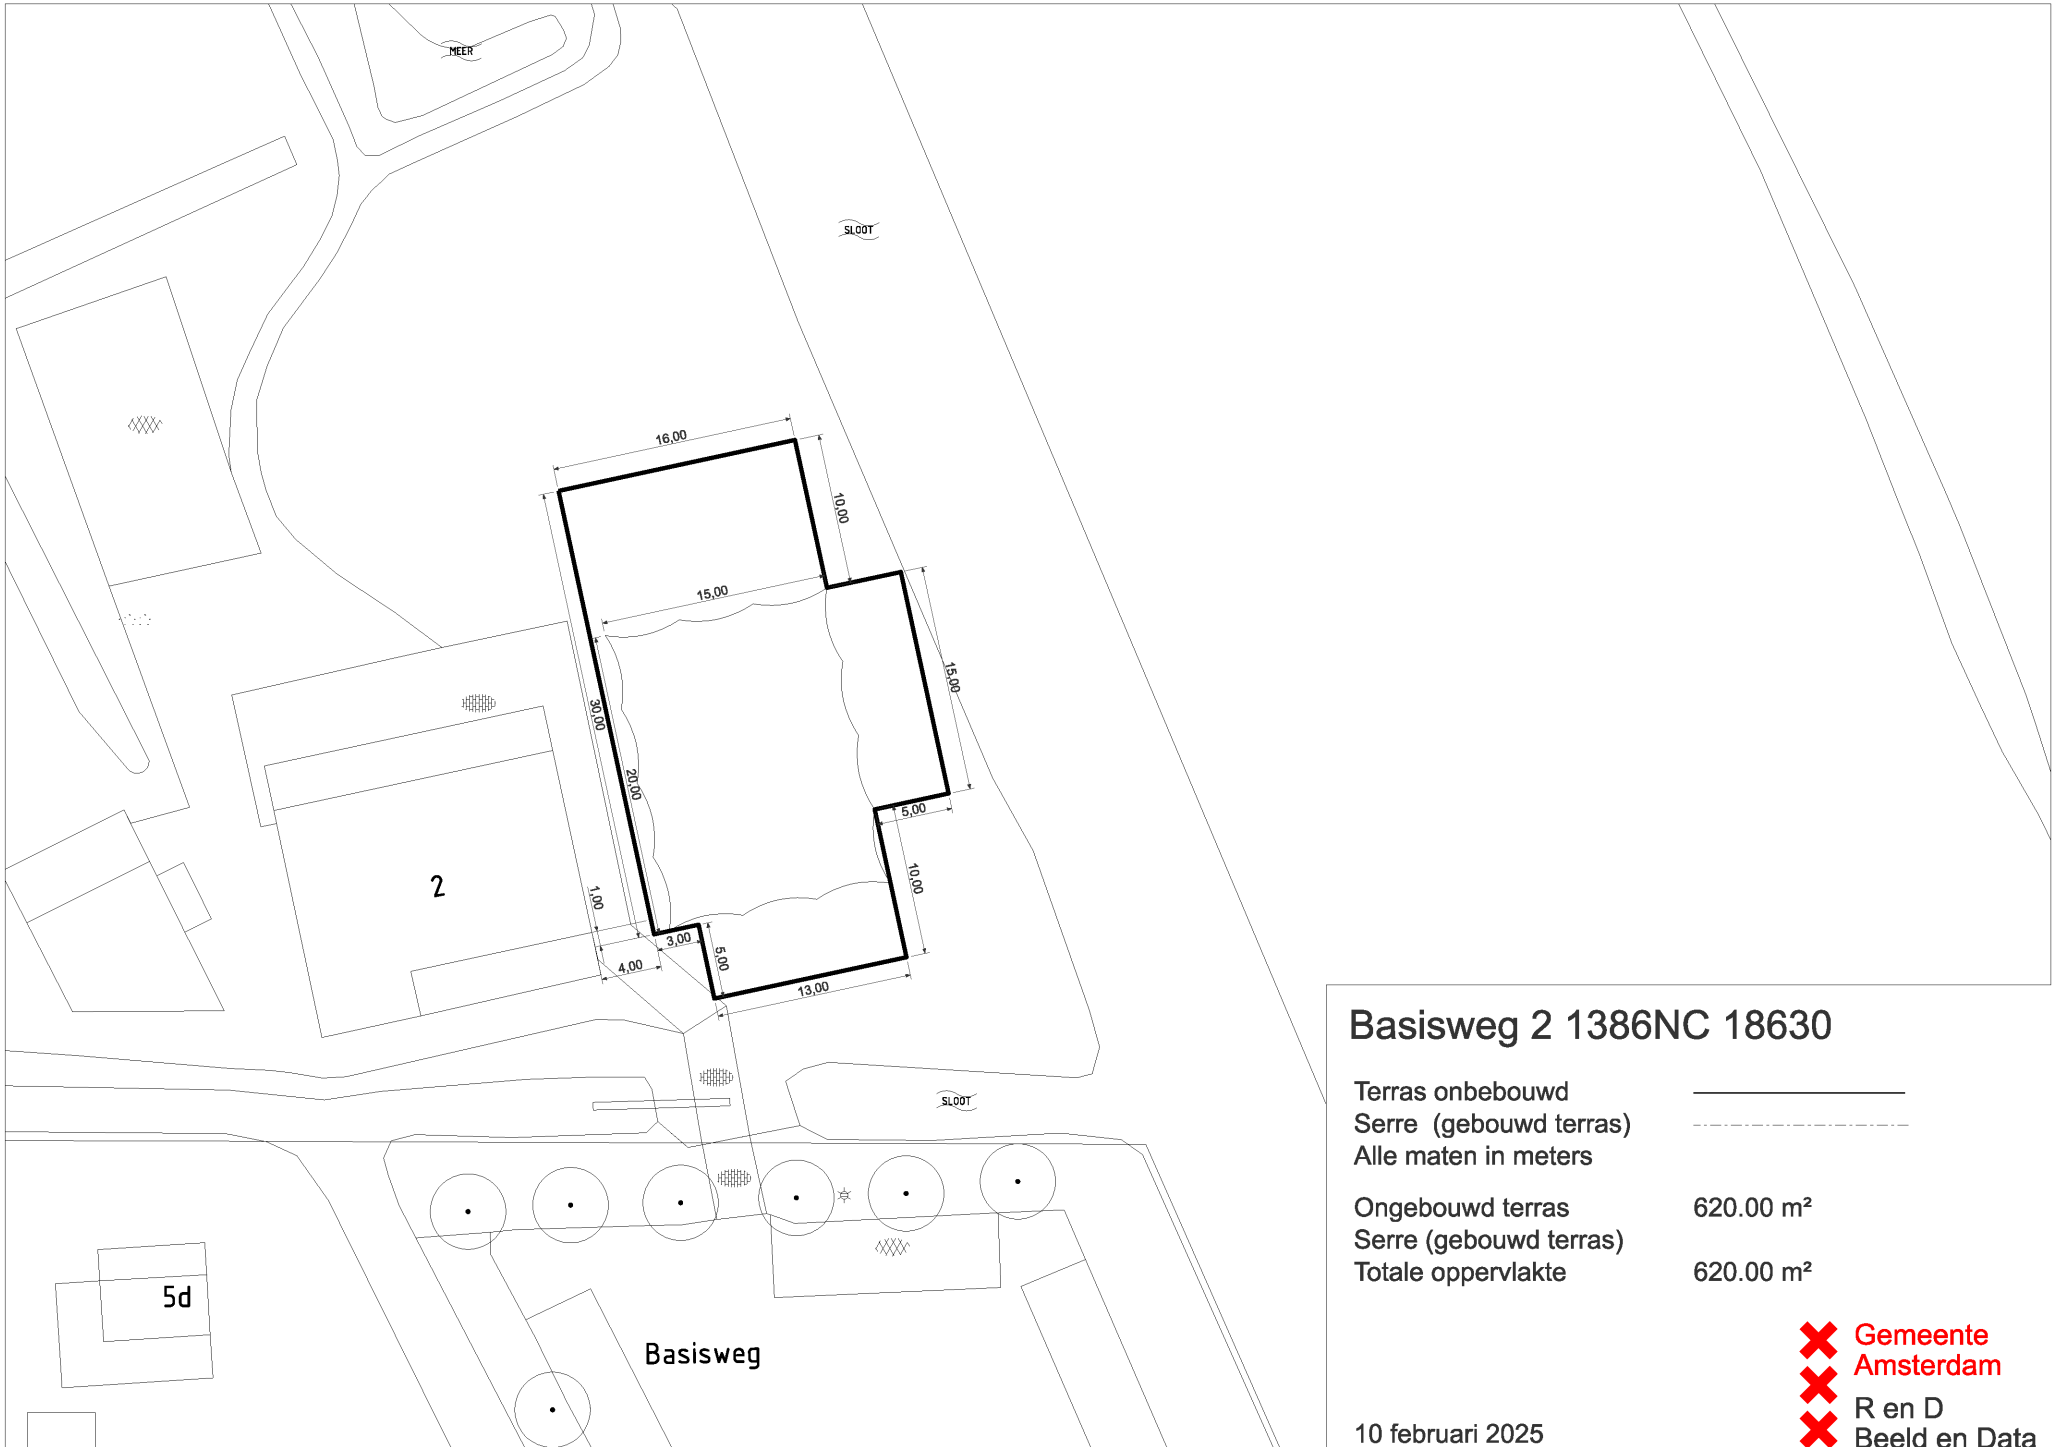 MEER
SLOOT
16,00
10,00
15,00
15,00
30,00
20,00
5,00
10,00
2
1,00
3,00
5,00
4,00
13,00
SLOOT
5d
Basisweg
Basisweg 2 1386NC 18630
Terras onbebouwd
Serre (gebouwd terras)
Alle maten in meters
Ongebouwd terras 620.00 m²
Serre (gebouwd terras)
Totale oppervlakte 620.00 m²
Gemeente
Amsterdam
R en D
Beeld en Data
10 februari 2025